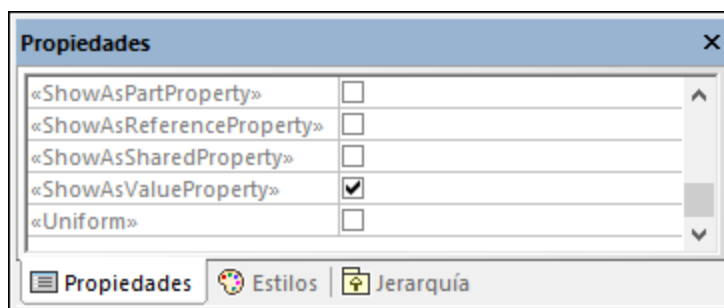 Propiedades
«ShowAsPartProperty»
«ShowAsReferenceProperty»
«ShowAsSharedProperty»
«ShowAsValueProperty»
«Uniform»
Propiedades Estilos Jerarquía